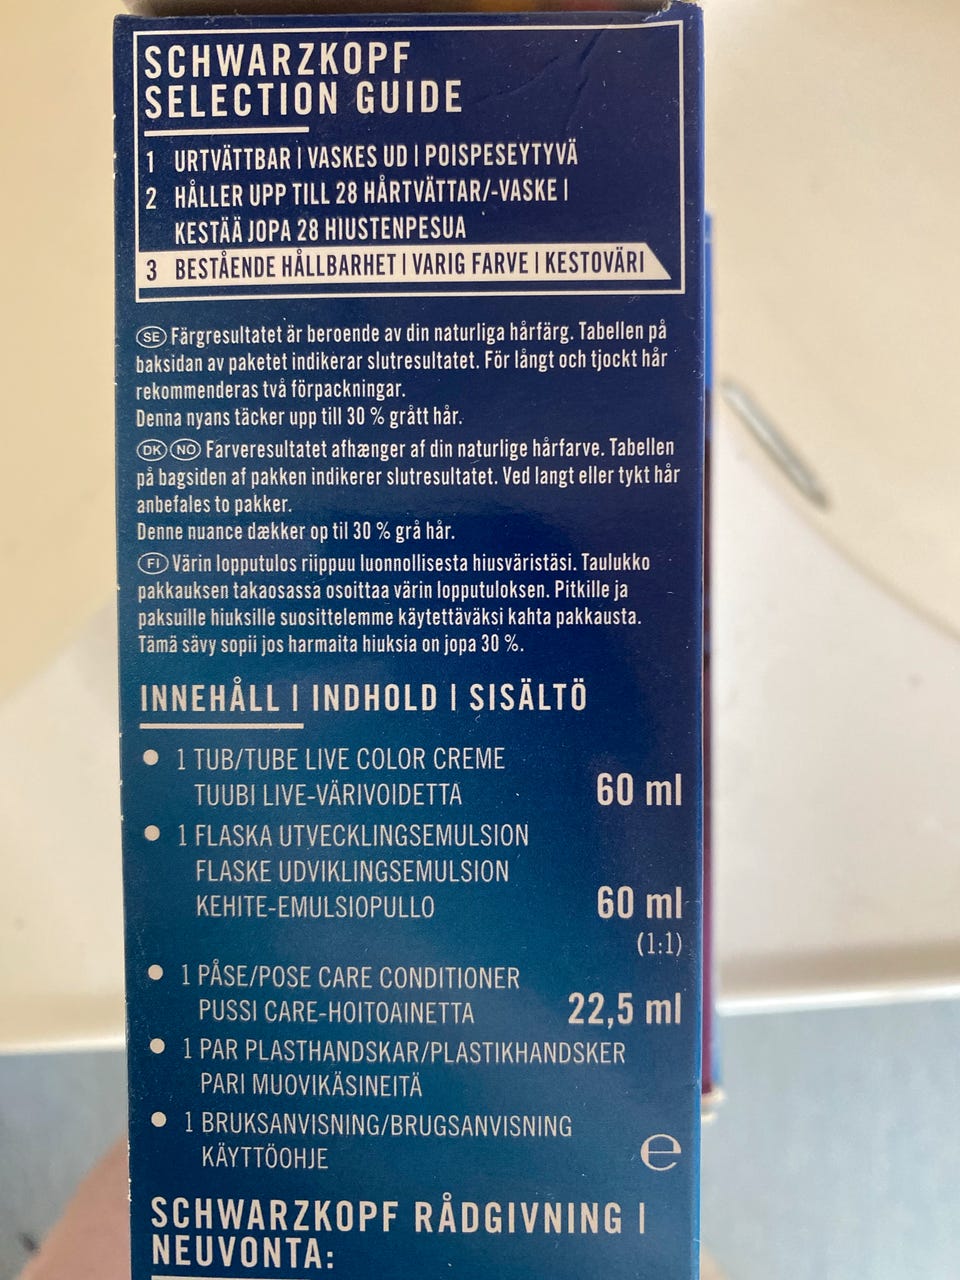 SCHWARZKOPF
SELECTION GUIDE
1 URTVÄTTBAR | VASKES UD | POISPESEYTYVÄ
2 HÅLLER UPP TILL 28 HÅRTVÄTTAR/-VASKE |
KESTÄÄ JOPA 28 HIUSTENPESUA
3 BESTÅENDE HÅLLBARHET | VARIG FARVE | KESTOVÄRI
SE Färgresultatet är beroende av din naturliga hårfärg. Tabellen på
baksidan av paketet indikerar slutresultatet. För långt och tjockt hår
rekommenderas två förpackningar.
Denna nyans täcker upp till 30 % grått hår.
DK NO Farveresultatet afhænger af din naturlige hårfarve. Tabellen
på bagsiden af pakken indikerer slutresultatet. Ved langt eller tykt hår
anbefales to pakker.
Denne nuance dækker op til 30 % grå hår.
FI Värin lopputulos riippuu luonnollisesta hiusväristäsi. Taulukko
pakkauksen takaosassa osoittaa värin lopputuloksen. Pitkille ja
paksuille hiuksille suosittelemme käytettäväksi kahta pakkausta.
Tämä sävy sopii jos harmaita hiuksia on jopa 30 %.
INNEHÅLL | INDHOLD | SISÄLTÖ
• 1 TUB/TUBE LIVE COLOR CREME
TUUBI LIVE-VÄRIVOIDETTA 60 ml
• 1 FLASKA UTVECKLINGSEMULSION
FLASKE UDVIKLINGSEMULSION
KEHITE-EMULSIOPULLO 60 ml
(1:1)
• 1 PÅSE/POSE CARE CONDITIONER
PUSSI CARE-HOITOAINETTA 22,5 ml
• 1 PAR PLASTHANDSKAR/PLASTIKHANDSKER
PARI MUOVIKÄSINEITÄ
• 1 BRUKSANVISNING/BRUGSANVISNING
KÄYTTÖOHJE ℮
SCHWARZKOPF RÅDGIVNING |
NEUVONTA: